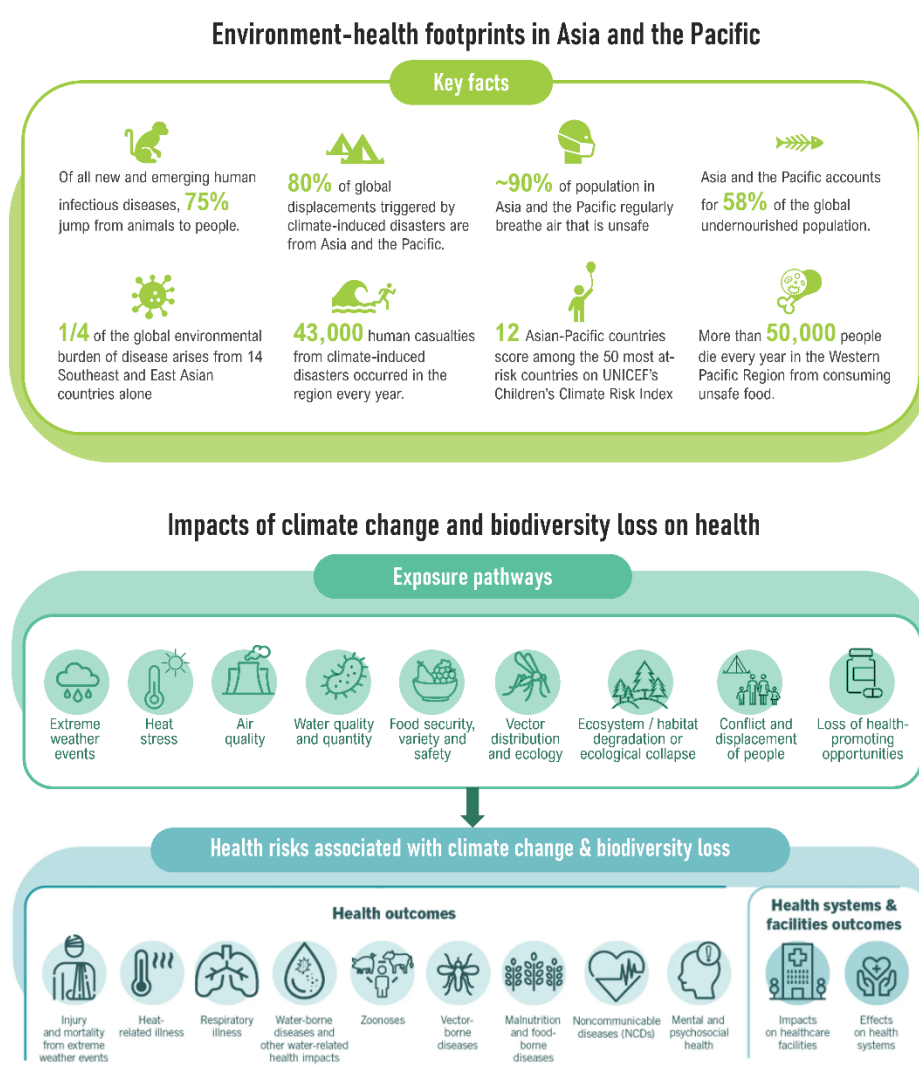 Environment-health footprints in Asia and the Pacific
Key facts
Of all new and emerging human
infectious diseases, 75%
jump from animals to people.
80% of global
displacements triggered by
climate-induced disasters are
from Asia and the Pacific.
~90% of population in
Asia and the Pacific regularly
breathe air that is unsafe
Asia and the Pacific accounts
for 58% of the global
undernourished population.
1/4 of the global environmental
burden of disease arises from 14
Southeast and East Asian
countries alone
43,000 human casualties
from climate-induced
disasters occurred in the
region every year.
12 Asian-Pacific countries
score among the 50 most at-
risk countries on UNICEF's
Children's Climate Risk Index
More than 50,000 people
die every year in the Western
Pacific Region from consuming
unsafe food.
Impacts of climate change and biodiversity loss on health
Exposure pathways
Extreme
weather
events
Heat
stress
Air
quality
Water quality
and quantity
Food security,
variety and
safety
Vector
distribution
and ecology
Ecosystem / habitat
degradation or
ecological collapse
Conflict and
displacement
of people
Loss of health-
promoting
opportunities
Health risks associated with climate change & biodiversity loss
Health outcomes
Injury
and mortality
from extreme
weather events
Heat-
related illness
Respiratory
illness
Water-borne
diseases and
other water-related
health impacts
Zoonoses
Vector-
borne
diseases
Malnutrition
and food-
borne
diseases
Noncommunicable
diseases (NCDs)
Mental and
psychosocial
health
Health systems &
facilities outcomes
Impacts
on healthcare
facilities
Effects
on health
systems